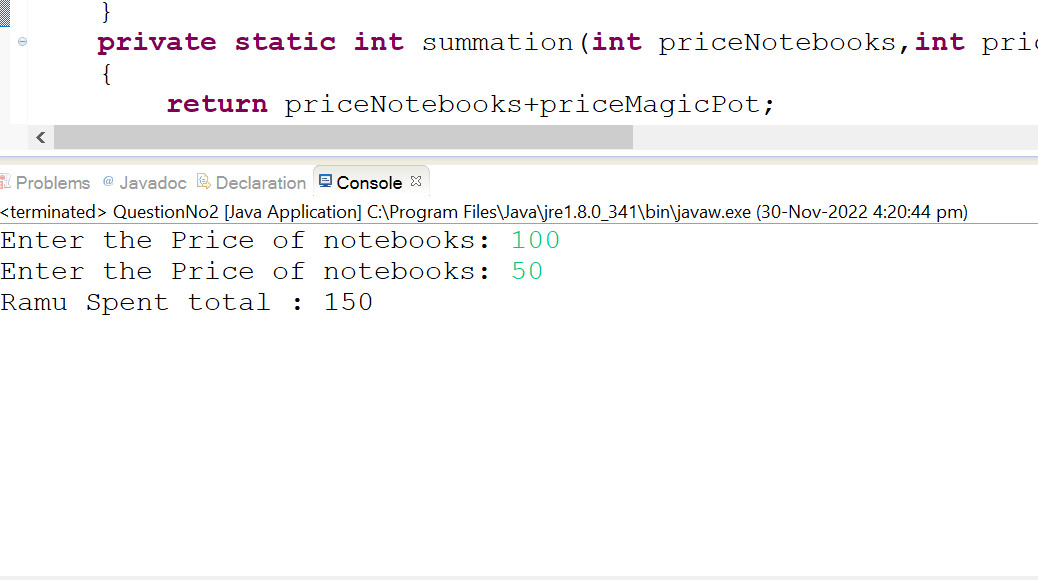 }
private static int summation(int priceNotebooks,int
{
return priceNotebooks+priceMagicPot;
Problems @ Javadoc Declaration Console
<terminated> QuestionNo2 [Java Application] C:\Program Files\Java\jre1.8.0_341\bin\javaw.exe (30-Nov-2022 4:20:44 pm)
Enter the Price of notebooks: 100
Enter the Price of notebooks: 50
Ramu Spent total : 150